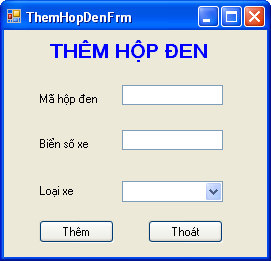 ThemHopDenFrm
THÊM HỘP ĐEN
Mã hộp đen
Biển số xe
Loại xe
Thêm Thoát